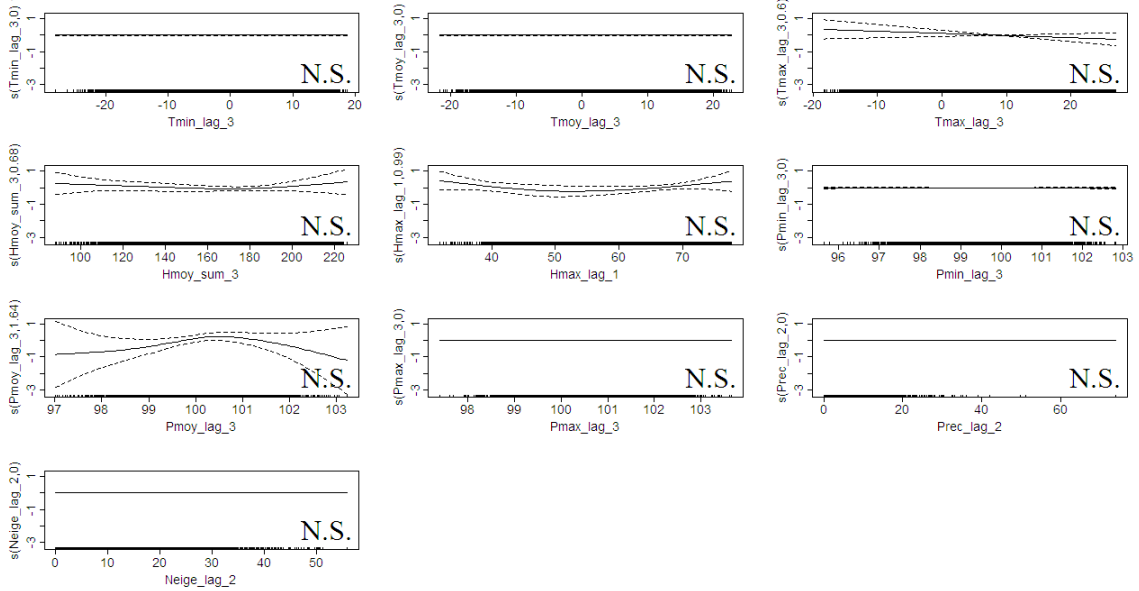 s(Tmin_lag_3,0)
1
-1
-3
N.S.
-20 -10 0 10 20
Tmin_lag_3
s(Tmoy_lag_3,0)
1
-1
-3
N.S.
-20 -10 0 10 20
Tmoy_lag_3
s(Tmax_lag_3,0.6)
1
-1
-3
N.S.
-20 -10 0 10 20
Tmax_lag_3
s(Hmoy_sum_3,0.68)
1
-1
-3
N.S.
100 120 140 160 180 200 220
Hmoy_sum_3
s(Hmax_lag_1,0.99)
1
-1
-3
N.S.
40 50 60 70
Hmax_lag_1
s(Pmin_lag_3,0)
1
-1
-3
N.S.
96 97 98 99 100 101 102 103
Pmin_lag_3
s(Pmoy_lag_3,1.64)
1
-1
-3
N.S.
97 98 99 100 101 102 103
Pmoy_lag_3
s(Pmax_lag_3,0)
1
-1
-3
N.S.
98 99 100 101 102 103
Pmax_lag_3
s(Prec_lag_2,0)
1
-1
-3
N.S.
0 20 40 60
Prec_lag_2
s(Neige_lag_2,0)
1
-1
-3
N.S.
0 10 20 30 40 50
Neige_lag_2